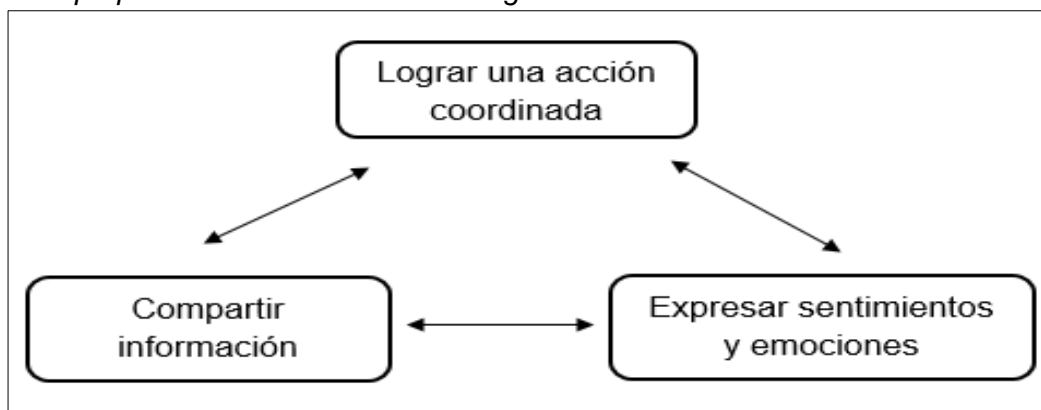 Lograr una acción
coordinada
Compartir
información
Expresar sentimientos
y emociones